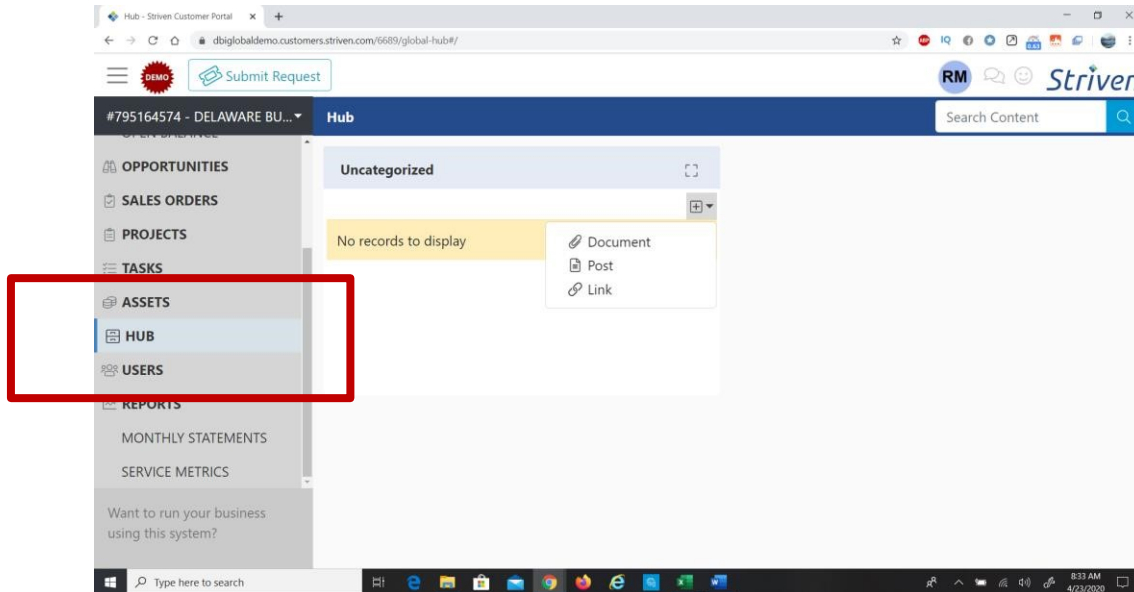 Hub - Striven Customer Portal
dbiglobaldemo.customers.striven.com/6689/global-hub#/
DEMO
Submit Request
RM
Striven
#795164574 - DELAWARE BU...
Hub
Search Content
OPEN BALANCE
OPPORTUNITIES
SALES ORDERS
PROJECTS
TASKS
ASSETS
HUB
USERS
REPORTS
MONTHLY STATEMENTS
SERVICE METRICS
Want to run your business
using this system?
Uncategorized
No records to display
Document
Post
Link
Type here to search
8:33 AM
4/23/2020